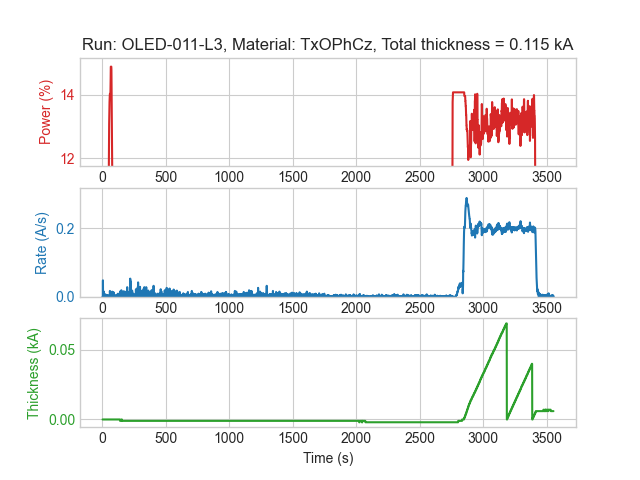 Run: OLED-011-L3, Material: TxOPhCz, Total thickness = 0.115 kA
Power (%)
14
12
0 500 1000 1500 2000 2500 3000 3500
Rate (A/s)
0.2
0.0
0 500 1000 1500 2000 2500 3000 3500
Thickness (kA)
0.05
0.00
0 500 1000 1500 2000 2500 3000 3500
Time (s)